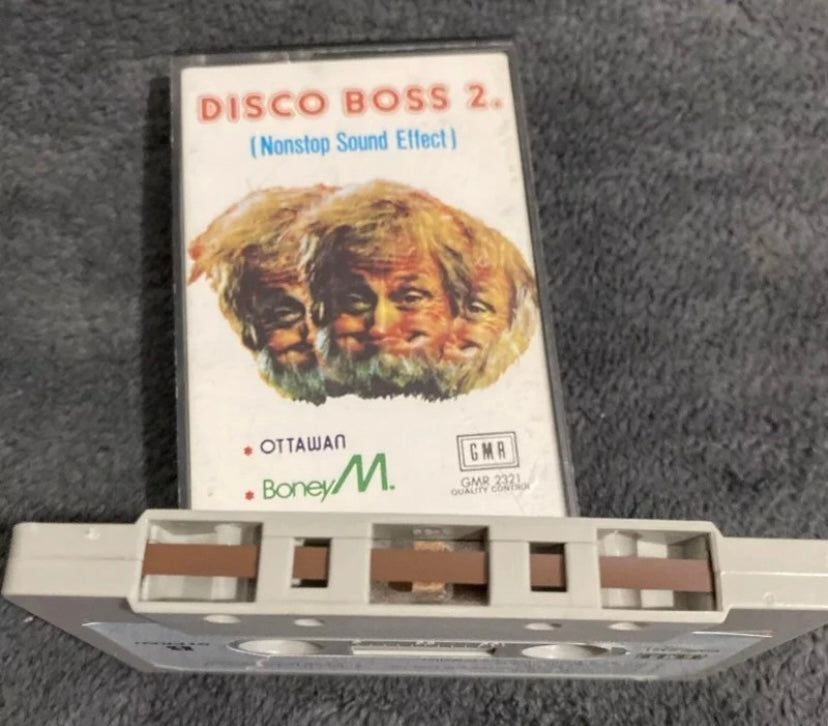 DISCO BOSS 2.
(Nonstop Sound Effect)
* OTTAWAN
* Boney M.
GMR
GMR 2321
QUALITY CONTROL